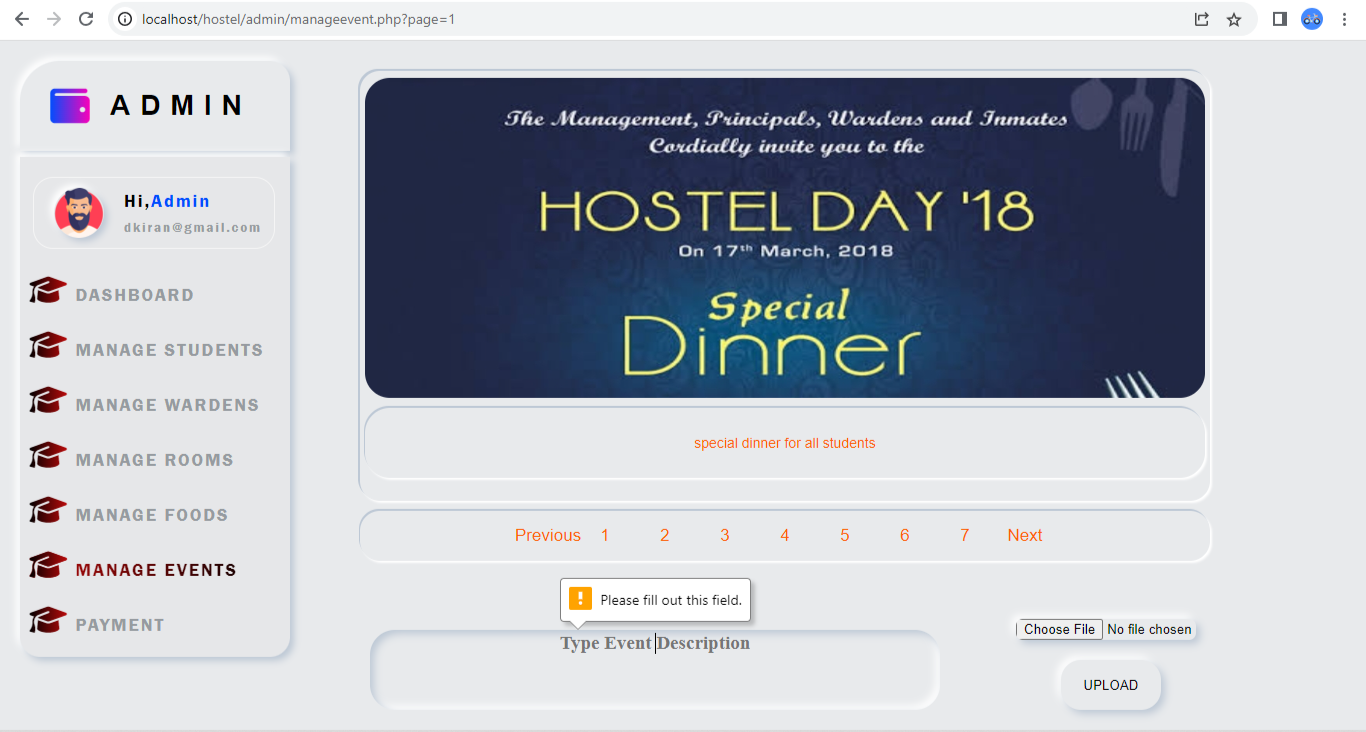 localhost/hostel/admin/manageevent.php?page=1
ADMIN
Hi,Admin
dkiran@gmail.com
DASHBOARD
MANAGE STUDENTS
MANAGE WARDENS
MANAGE ROOMS
MANAGE FOODS
MANAGE EVENTS
PAYMENT
The Management, Principals, Wardens and Inmates
Cordially invite you to the
HOSTEL DAY '18
On 17th March, 2018
Special
Dinner
special dinner for all students
Previous 1 2 3 4 5 6 7 Next
Please fill out this field.
Type Event Description
Choose File No file chosen
UPLOAD